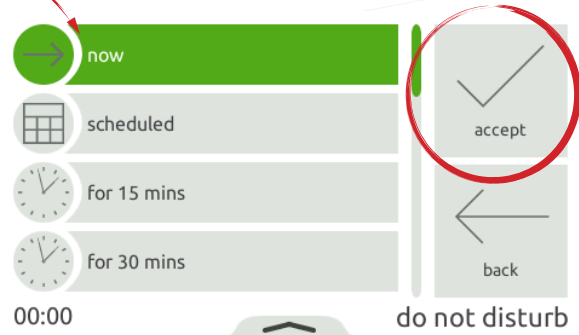 now
scheduled
for 15 mins
for 30 mins
accept
back
00:00
do not disturb